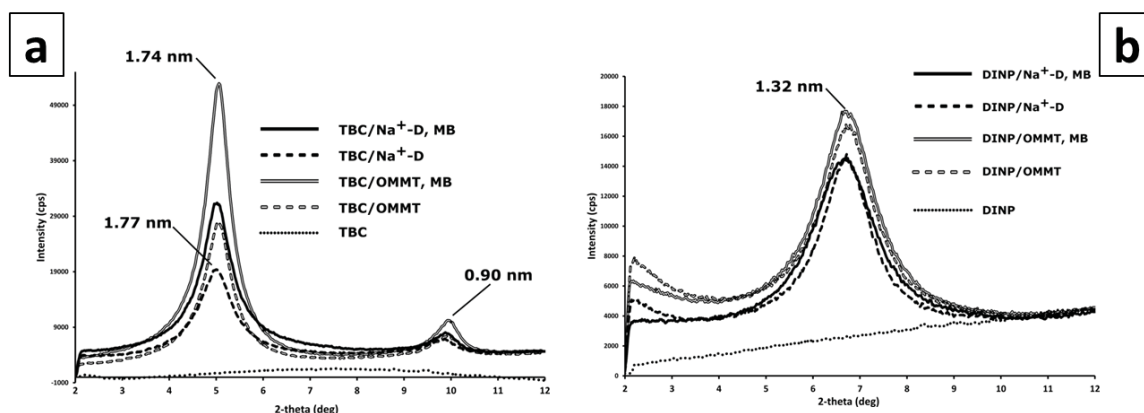 a
1.74 nm
1.77 nm
0.90 nm
TBC/Na+-D, MB
TBC/Na+-D
TBC/OMMT, MB
TBC/OMMT
TBC
Intensity (cps)
49000
39000
29000
19000
9000
-1000
2 3 4 5 6 7 8 9 10 11 12
2-theta (deg)
b
1.32 nm
DINP/Na+-D, MB
DINP/Na+-D
DINP/OMMT, MB
DINP/OMMT
DINP
Intensity (cps)
20000
18000
16000
14000
12000
10000
8000
6000
4000
2000
0
2 3 4 5 6 7 8 9 10 11 12
2-theta (deg)